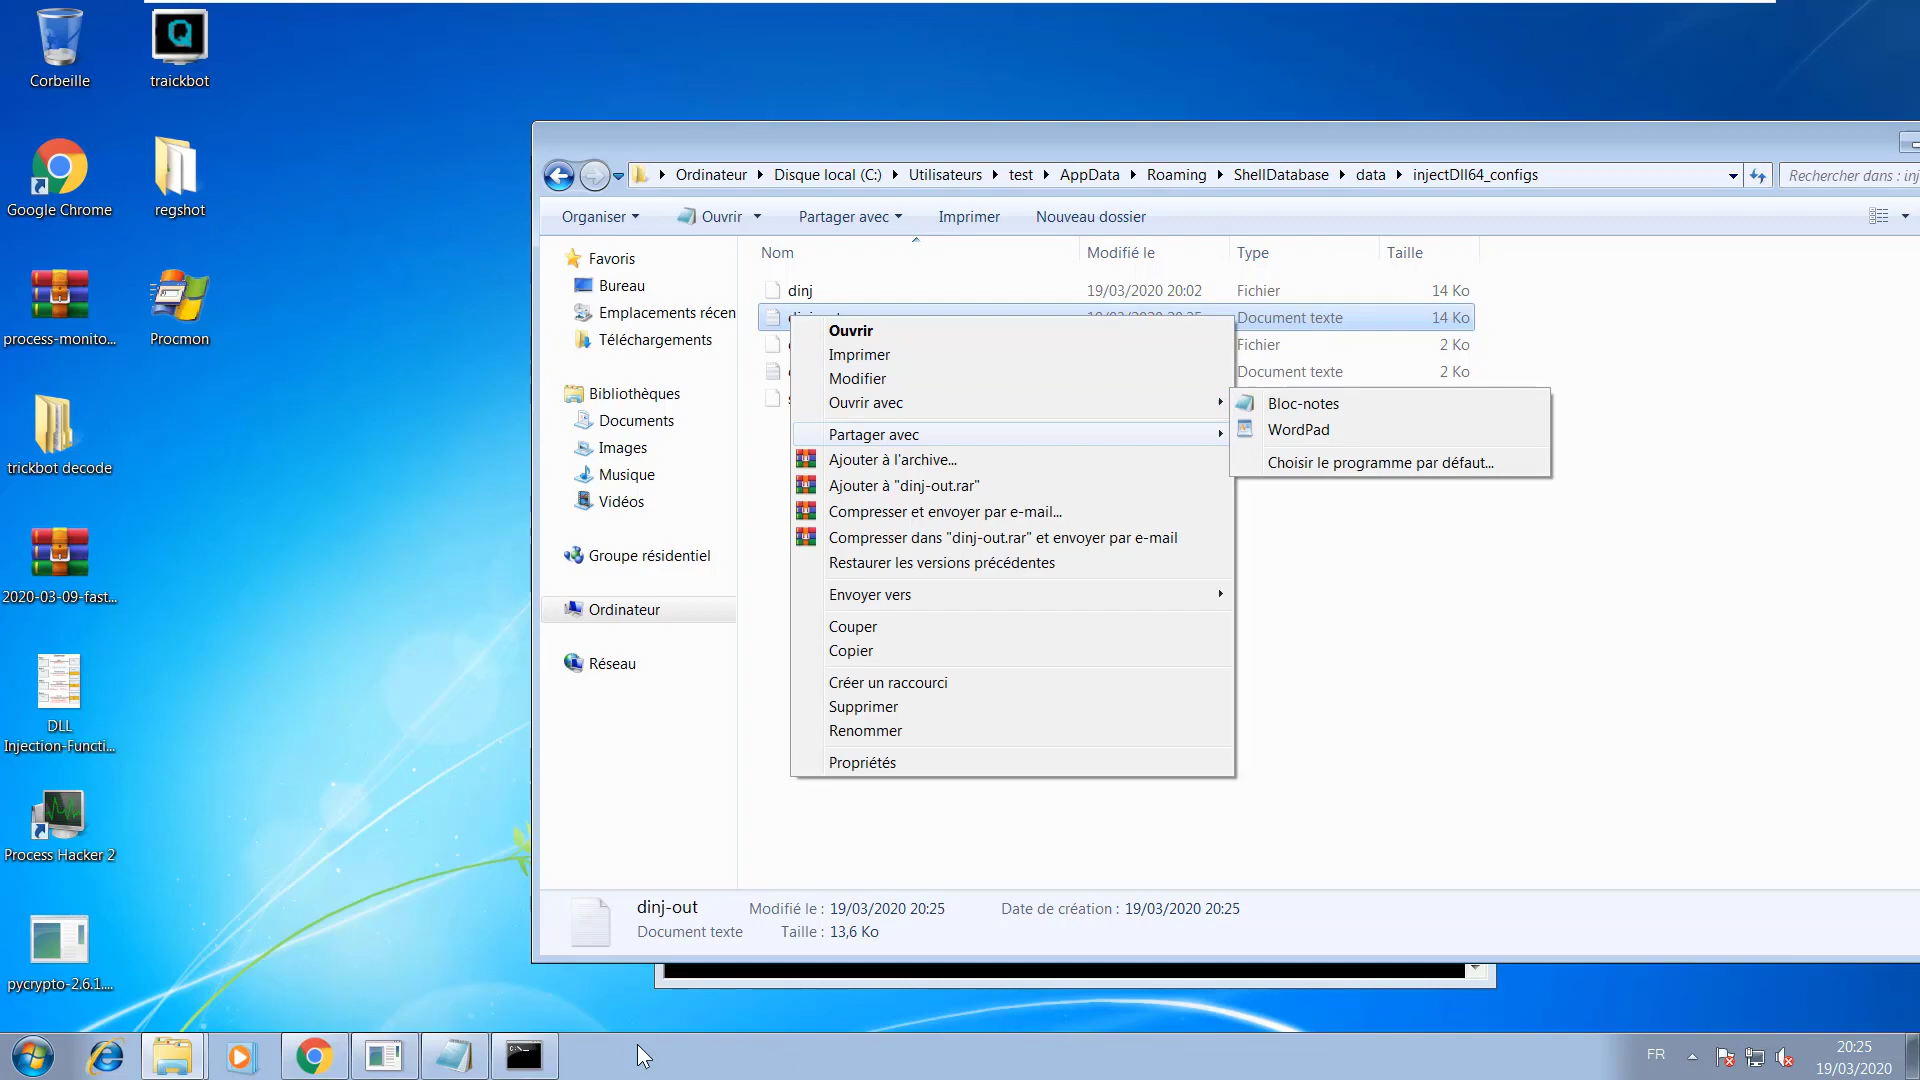 Corbeille
traickbot
Google Chrome
regshot
process-monito...
Procmon
trickbot decode
2020-03-09-fast...
DLL
Injection-Functi...
Process Hacker 2
pycrypto-2.6.1....
Ordinateur
Disque local (C:)
Utilisateurs
test
AppData
Roaming
ShellDatabase
data
injectDll64_configs
Rechercher dans : inj
Organiser
Ouvrir
Partager avec
Imprimer
Nouveau dossier
Favoris
Bureau
Emplacements récen
Téléchargements
Bibliothèques
Documents
Images
Musique
Vidéos
Groupe résidentiel
Ordinateur
Réseau
Nom
Modifié le
Type
Taille
dinj
19/03/2020 20:02
Fichier
14 Ko
Document texte
14 Ko
Fichier
2 Ko
Document texte
2 Ko
Ouvrir
Imprimer
Modifier
Ouvrir avec
Partager avec
Ajouter à l'archive...
Ajouter à "dinj-out.rar"
Compresser et envoyer par e-mail...
Compresser dans "dinj-out.rar" et envoyer par e-mail
Restaurer les versions précédentes
Envoyer vers
Couper
Copier
Créer un raccourci
Supprimer
Renommer
Propriétés
Bloc-notes
WordPad
Choisir le programme par défaut...
dinj-out
Modifié le : 19/03/2020 20:25
Date de création : 19/03/2020 20:25
Document texte
Taille : 13,6 Ko
FR
20:25
19/03/2020